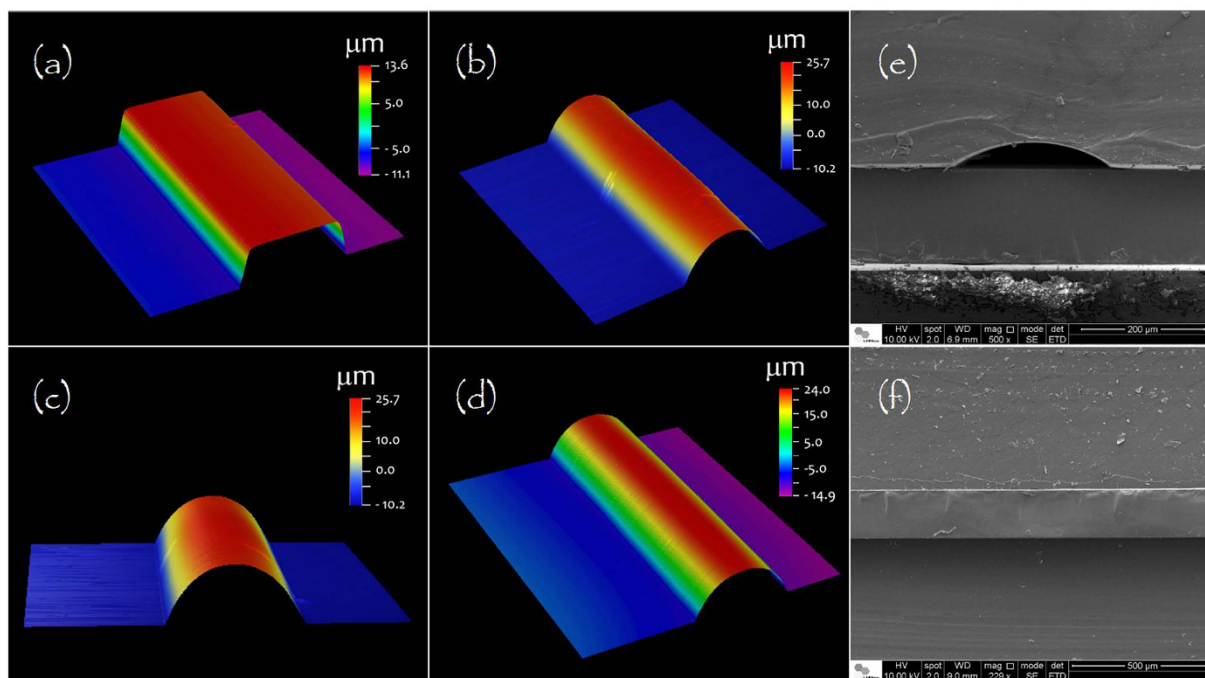 (a)
μm
13.6
5.0
- 5.0
- 11.1
(b)
μm
25.7
10.0
0.0
-10.2
(e)
HV spot WD mag □ mode det
10.00 kV 2.0 6.9 mm 500 x SE ETD
200 μm
(c)
μm
25.7
10.0
0.0
-10.2
(d)
μm
24.0
15.0
5.0
-5.0
- 14.9
(f)
HV spot WD mag □ mode det
10.00 kV 2.0 9.0 mm 229 x SE ETD
500 μm